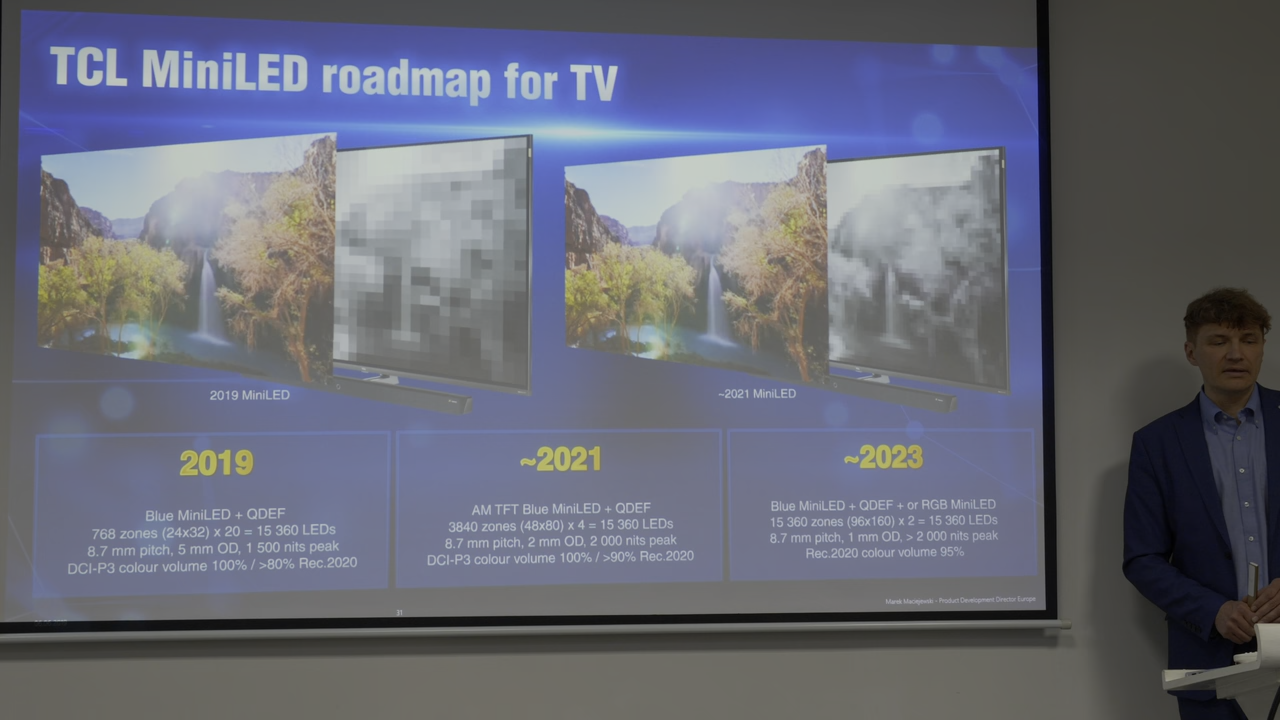 TCL MiniLED roadmap for TV
2019 MiniLED
~2021 MiniLED
2019
Blue MiniLED + QDEF
768 zones (24x32) x 20 = 15 360 LEDs
8.7 mm pitch, 5 mm OD, 1 500 nits peak
DCI-P3 colour volume 100% / >80% Rec.2020
~2021
AM TFT Blue MiniLED + QDEF
3840 zones (48x80) x 4 = 15 360 LEDs
8.7 mm pitch, 2 mm OD, 2 000 nits peak
DCI-P3 colour volume 100% / >90% Rec.2020
~2023
Blue MiniLED + QDEF + or RGB MiniLED
15 360 zones (96x160) x 2 = 15 360 LEDs
8.7 mm pitch, 1 mm OD, > 2 000 nits peak
Rec.2020 colour volume 95%
31
Marek Maciejewski – Product Development Director Europe